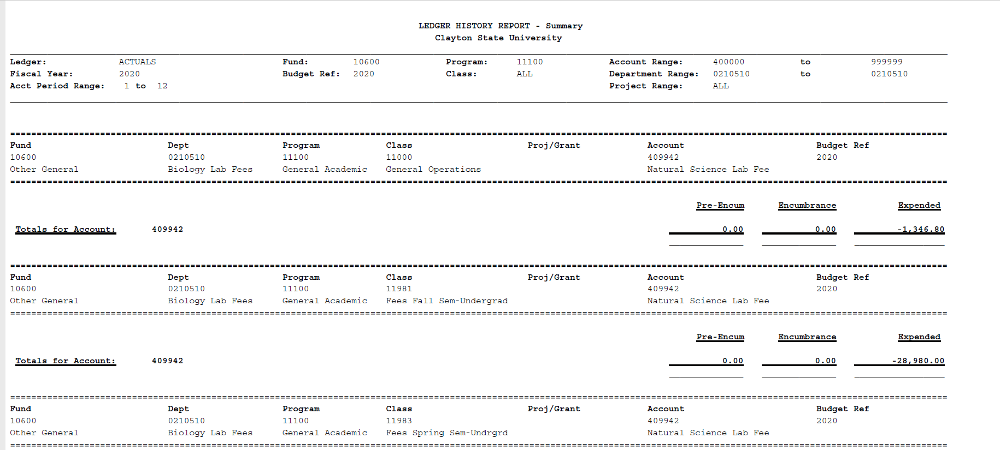 LEDGER HISTORY REPORT - Summary
Clayton State University
Ledger: ACTUALS Fund: 10600 Program: 11100 Account Range: 400000 to 999999
Fiscal Year: 2020 Budget Ref: 2020 Class: ALL Department Range: 0210510 to 0210510
Acct Period Range: 1 to 12 Project Range: ALL
Fund Dept Program Class Proj/Grant Account Budget Ref
10600 0210510 11100 11000 409942 2020
Other General Biology Lab Fees General Academic General Operations Natural Science Lab Fee
Pre-Encum Encumbrance Expended
Totals for Account: 409942 0.00 0.00 -1,346.80
Fund Dept Program Class Proj/Grant Account Budget Ref
10600 0210510 11100 11981 409942 2020
Other General Biology Lab Fees General Academic Fees Fall Sem-Undergrad Natural Science Lab Fee
Pre-Encum Encumbrance Expended
Totals for Account: 409942 0.00 0.00 -28,980.00
Fund Dept Program Class Proj/Grant Account Budget Ref
10600 0210510 11100 11983 409942 2020
Other General Biology Lab Fees General Academic Fees Spring Sem-Undrgrd Natural Science Lab Fee